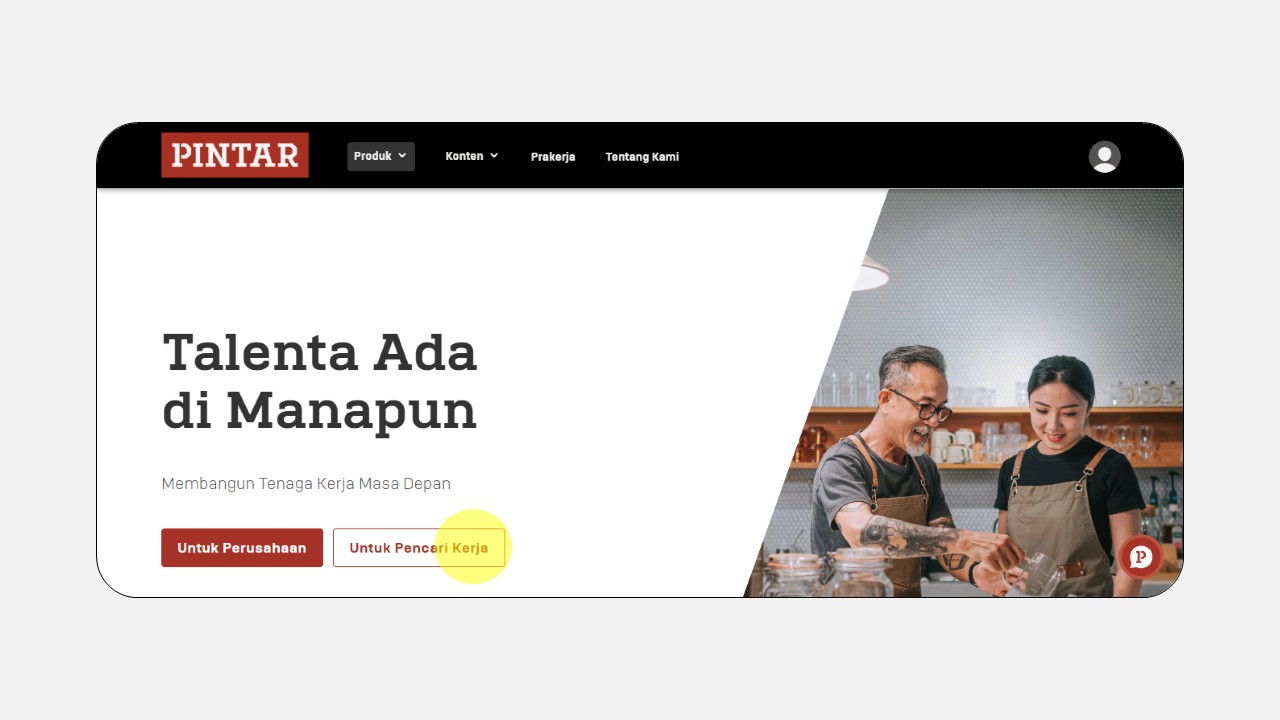 PINTAR
Produk
Konten
Prakerja
Tentang Kami
Talenta Ada
di Manapun
Membangun Tenaga Kerja Masa Depan
Untuk Perusahaan
Untuk Pencari Kerja
P